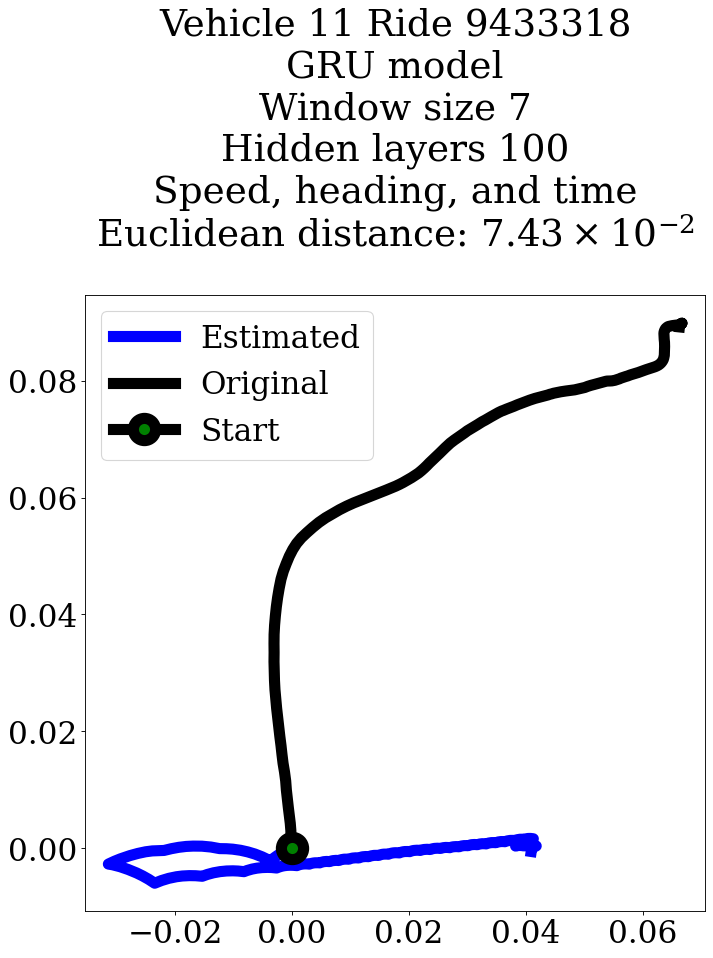 Vehicle 11 Ride 9433318
GRU model
Window size 7
Hidden layers 100
Speed, heading, and time
Euclidean distance: 7.43 × 10⁻²
Estimated
Original
Start
0.08
0.06
0.04
0.02
0.00
−0.02 0.00 0.02 0.04 0.06